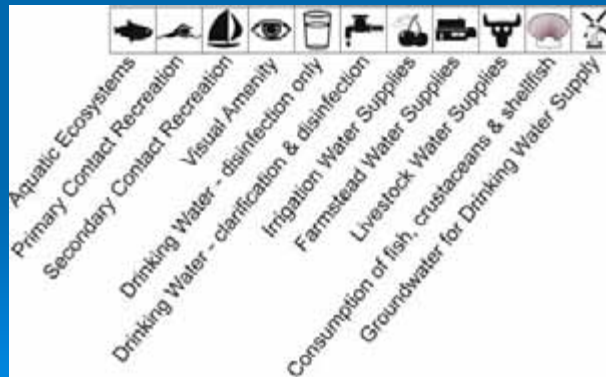 Aquatic Ecosystems
Primary Contact Recreation
Secondary Contact Recreation
Visual Amenity
Drinking Water - disinfection only
Drinking Water - clarification & disinfection
Irrigation Water Supplies
Farmstead Water Supplies
Livestock Water Supplies
Consumption of fish, crustaceans & shellfish
Groundwater for Drinking Water Supply